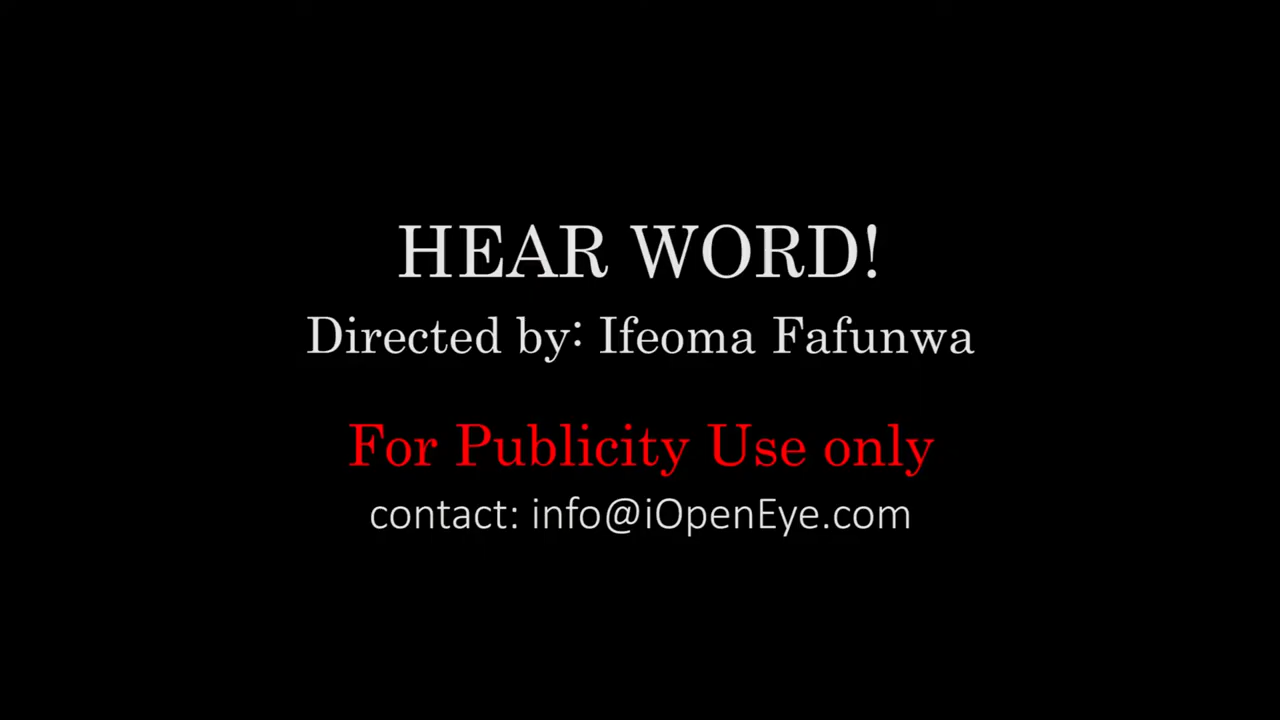 HEAR WORD!
Directed by: Ifeoma Fafunwa
For Publicity Use only
contact: info@iOpenEye.com